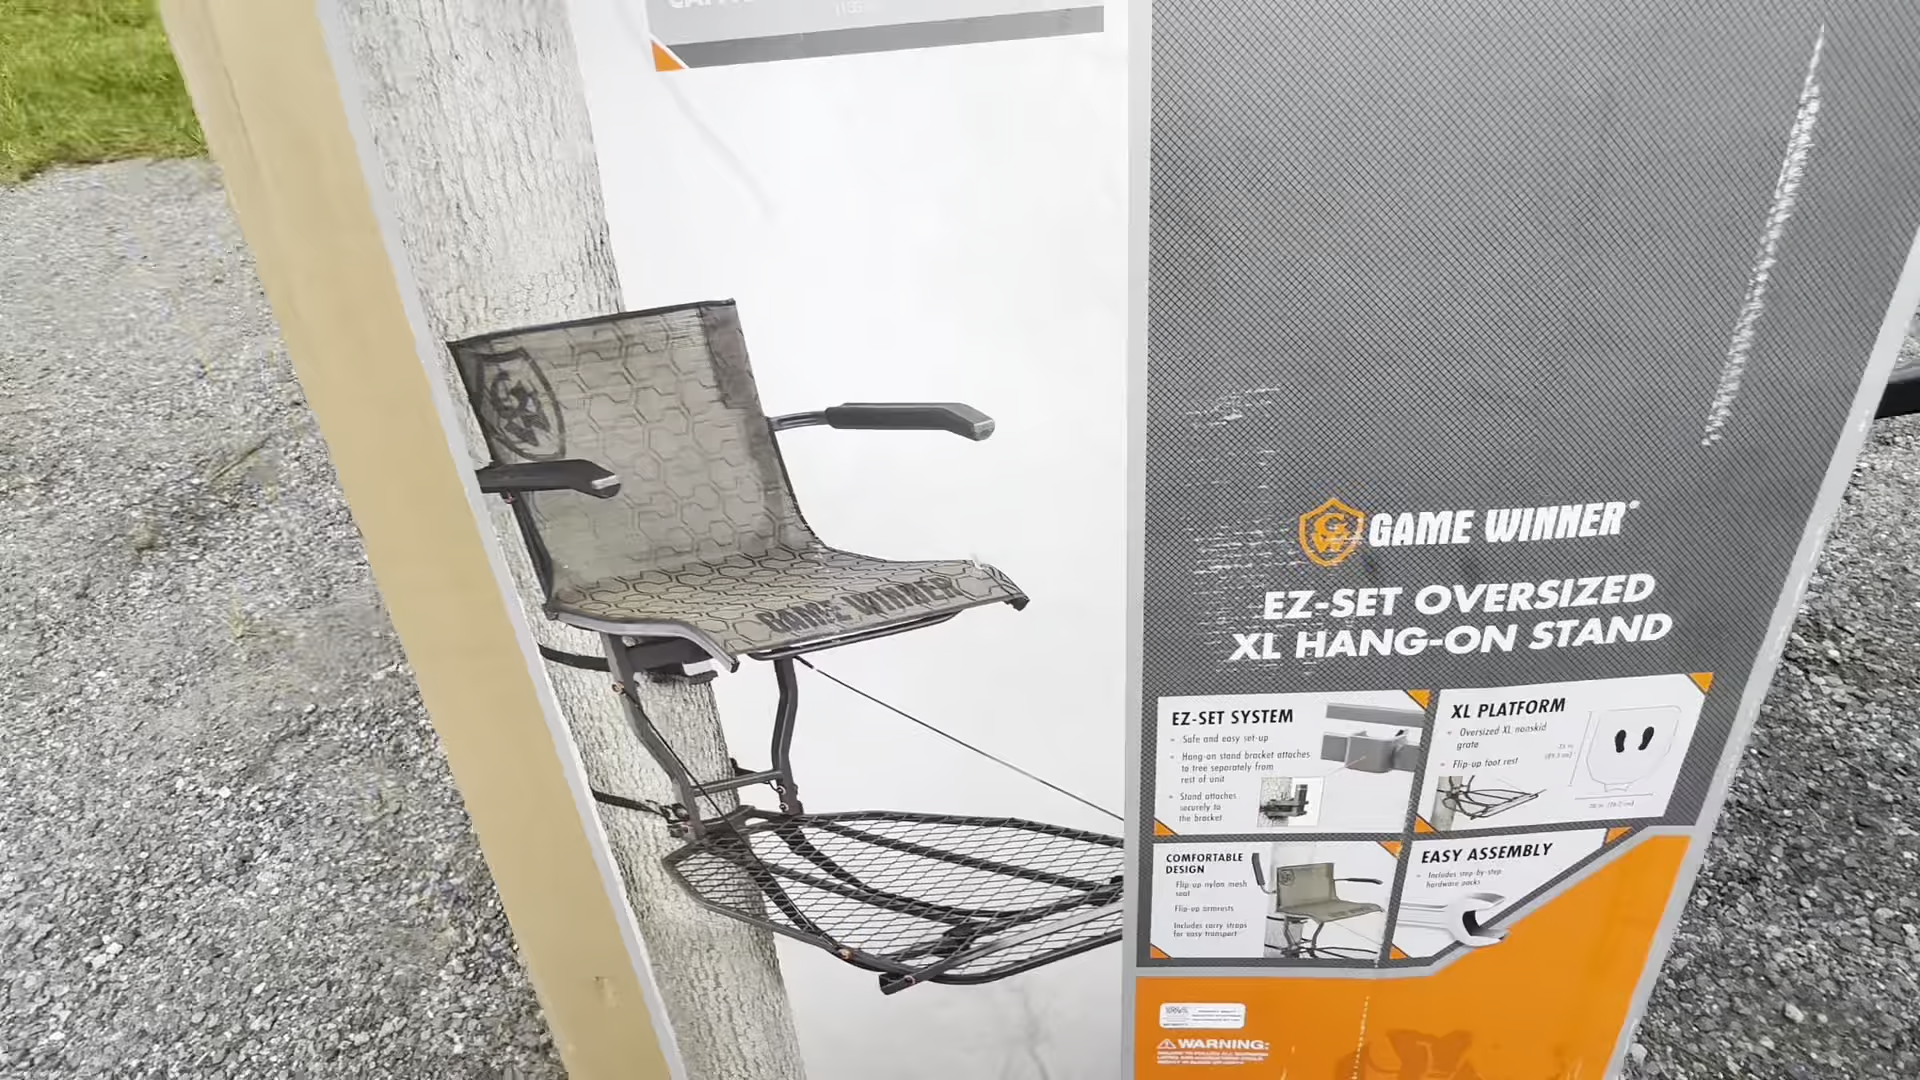 GW
GAME WINNER
GW GAME WINNER®
EZ-SET OVERSIZED
XL HANG-ON STAND
EZ-SET SYSTEM
• Safe and easy set-up
• Hang-on stand bracket attaches
to tree separately from
rest of unit
• Stand attaches
securely to
the bracket
XL PLATFORM
• Oversized XL nonskid
grate
• Flip-up foot rest
COMFORTABLE
DESIGN
Flip-up nylon mesh
seat
Flip-up armrests
Includes carry straps
for easy transport
EASY ASSEMBLY
• Includes step-by-step
hardware packs
WARNING: